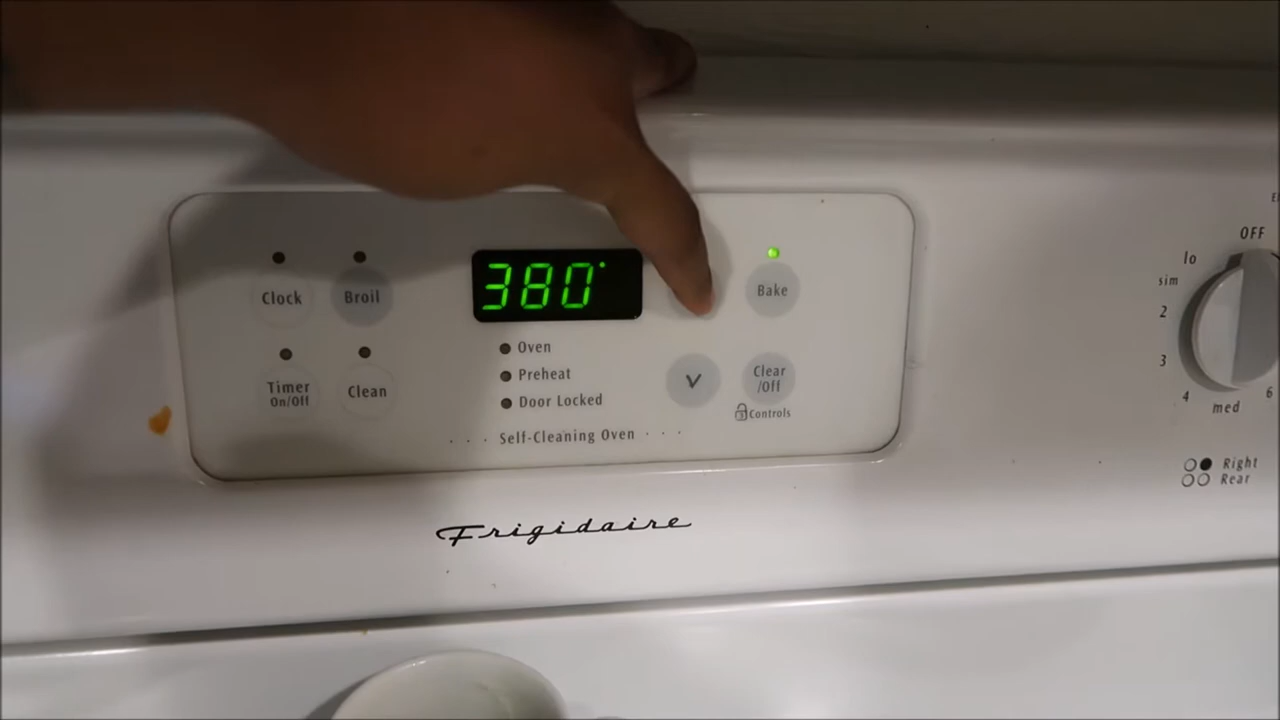 Clock
Broil
380°
Bake
Timer
On/Off
Clean
Oven
Preheat
Door Locked
v
Clear
/Off
Controls
Self-Cleaning Oven
Frigidaire
OFF
lo
sim
2
3
4
med
6
Right
Rear